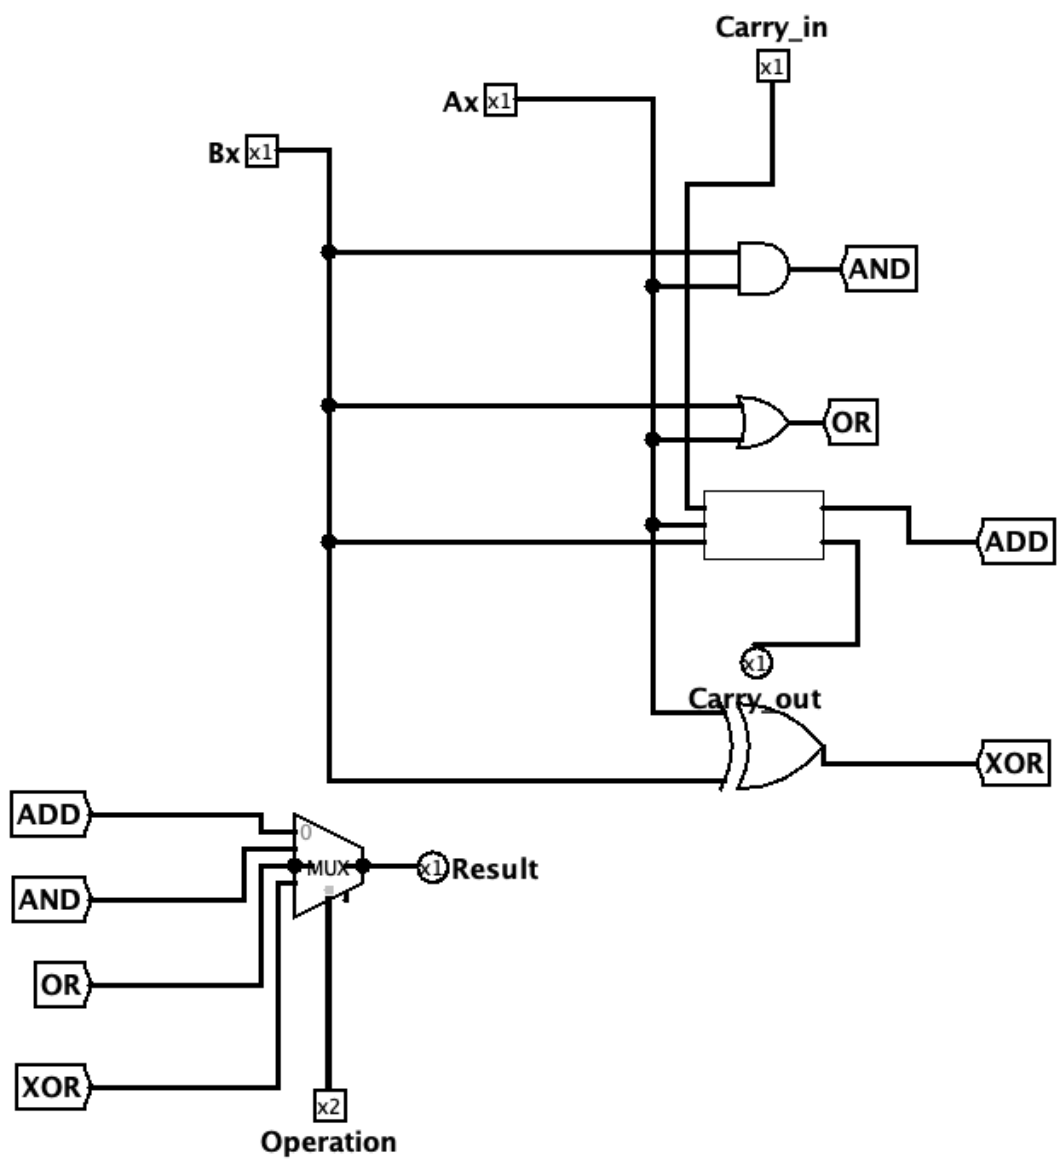 Carry_in
x1
Ax x1
Bx x1
AND
OR
ADD
x1
Carry_out
XOR
ADD
0
MUX
x1 Result
AND
OR
XOR
x2
Operation